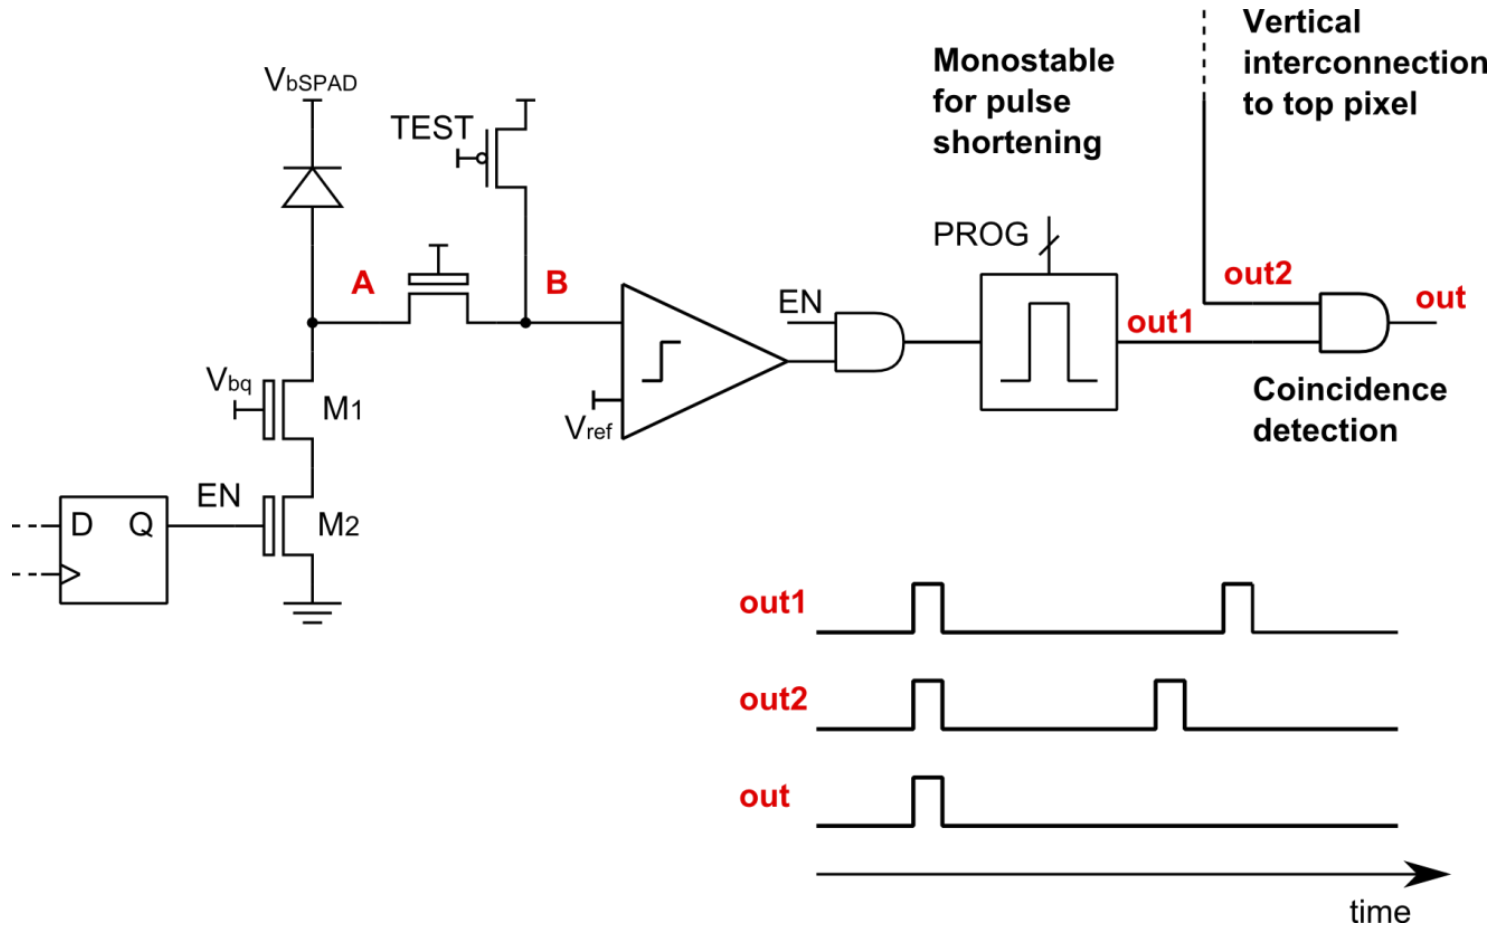 Vertical
interconnection
to top pixel
Monostable
for pulse
shortening
VbSPAD
TEST
PROG
A
B
EN
out2
out
out1
Vbq
M1
Vref
Coincidence
detection
EN
D Q
M2
out1
out2
out
time